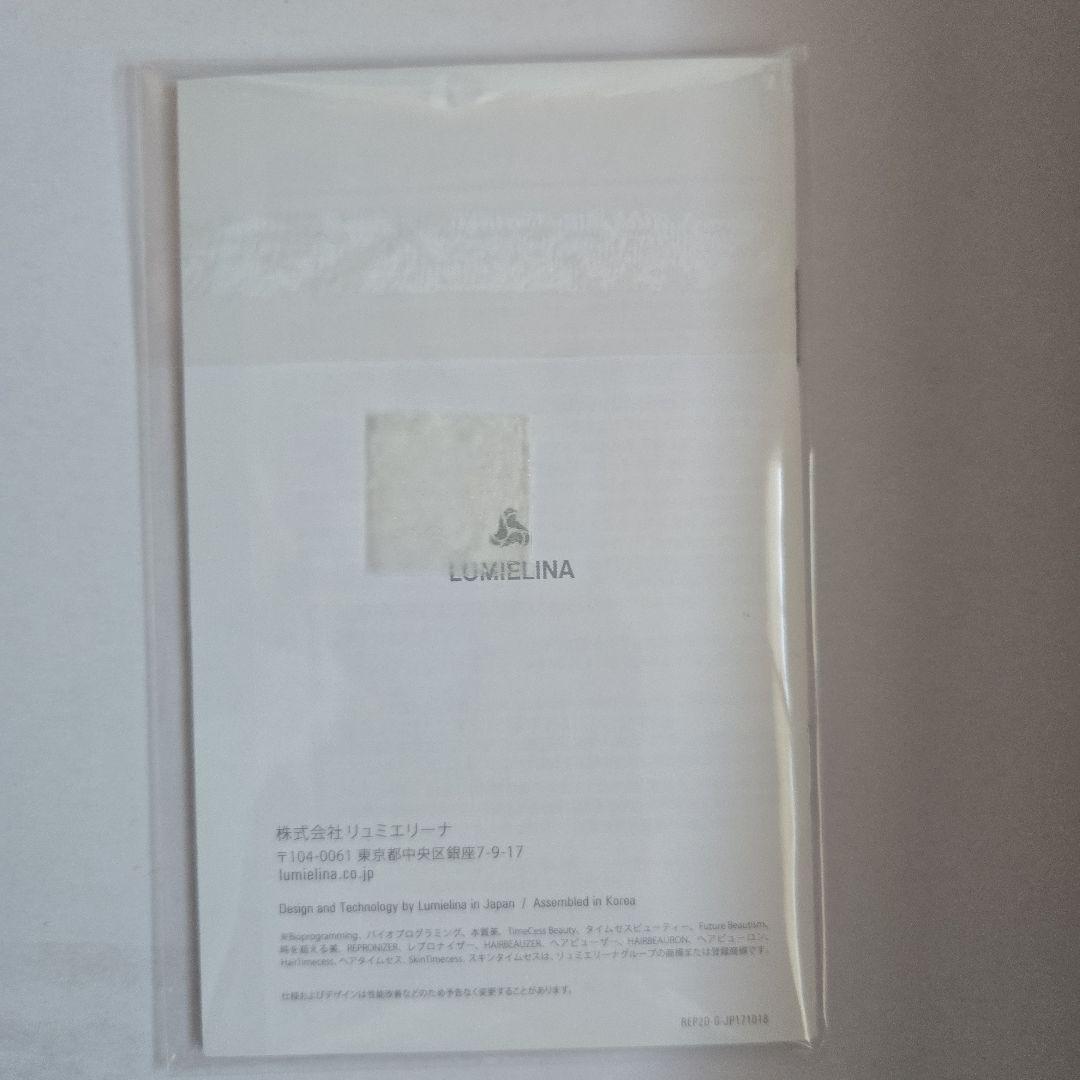 LUMIELINA
株式会社 リュミエリーナ
〒104-0061 東京都中央区銀座7-9-17
lumielina.co.jp
Design and Technology by Lumielina in Japan / Assembled in Korea
※Bioprogramming、バイオプログラミング、本質美、TimeCess Beauty、タイムセスビューティー、Future Beautism、
時を超える美、REPRONIZER、レプロナイザー、HAIRBEAUZER、ヘアビューザー、HAIRBEAURON、ヘアビューロン、
HairTimecess、ヘアタイムセス、SkinTimecess、スキンタイムセスは、リュミエリーナグループの商標または登録商標です。
仕様およびデザインは性能改善などのため予告なく変更することがあります。
REP2D-G-JP171018